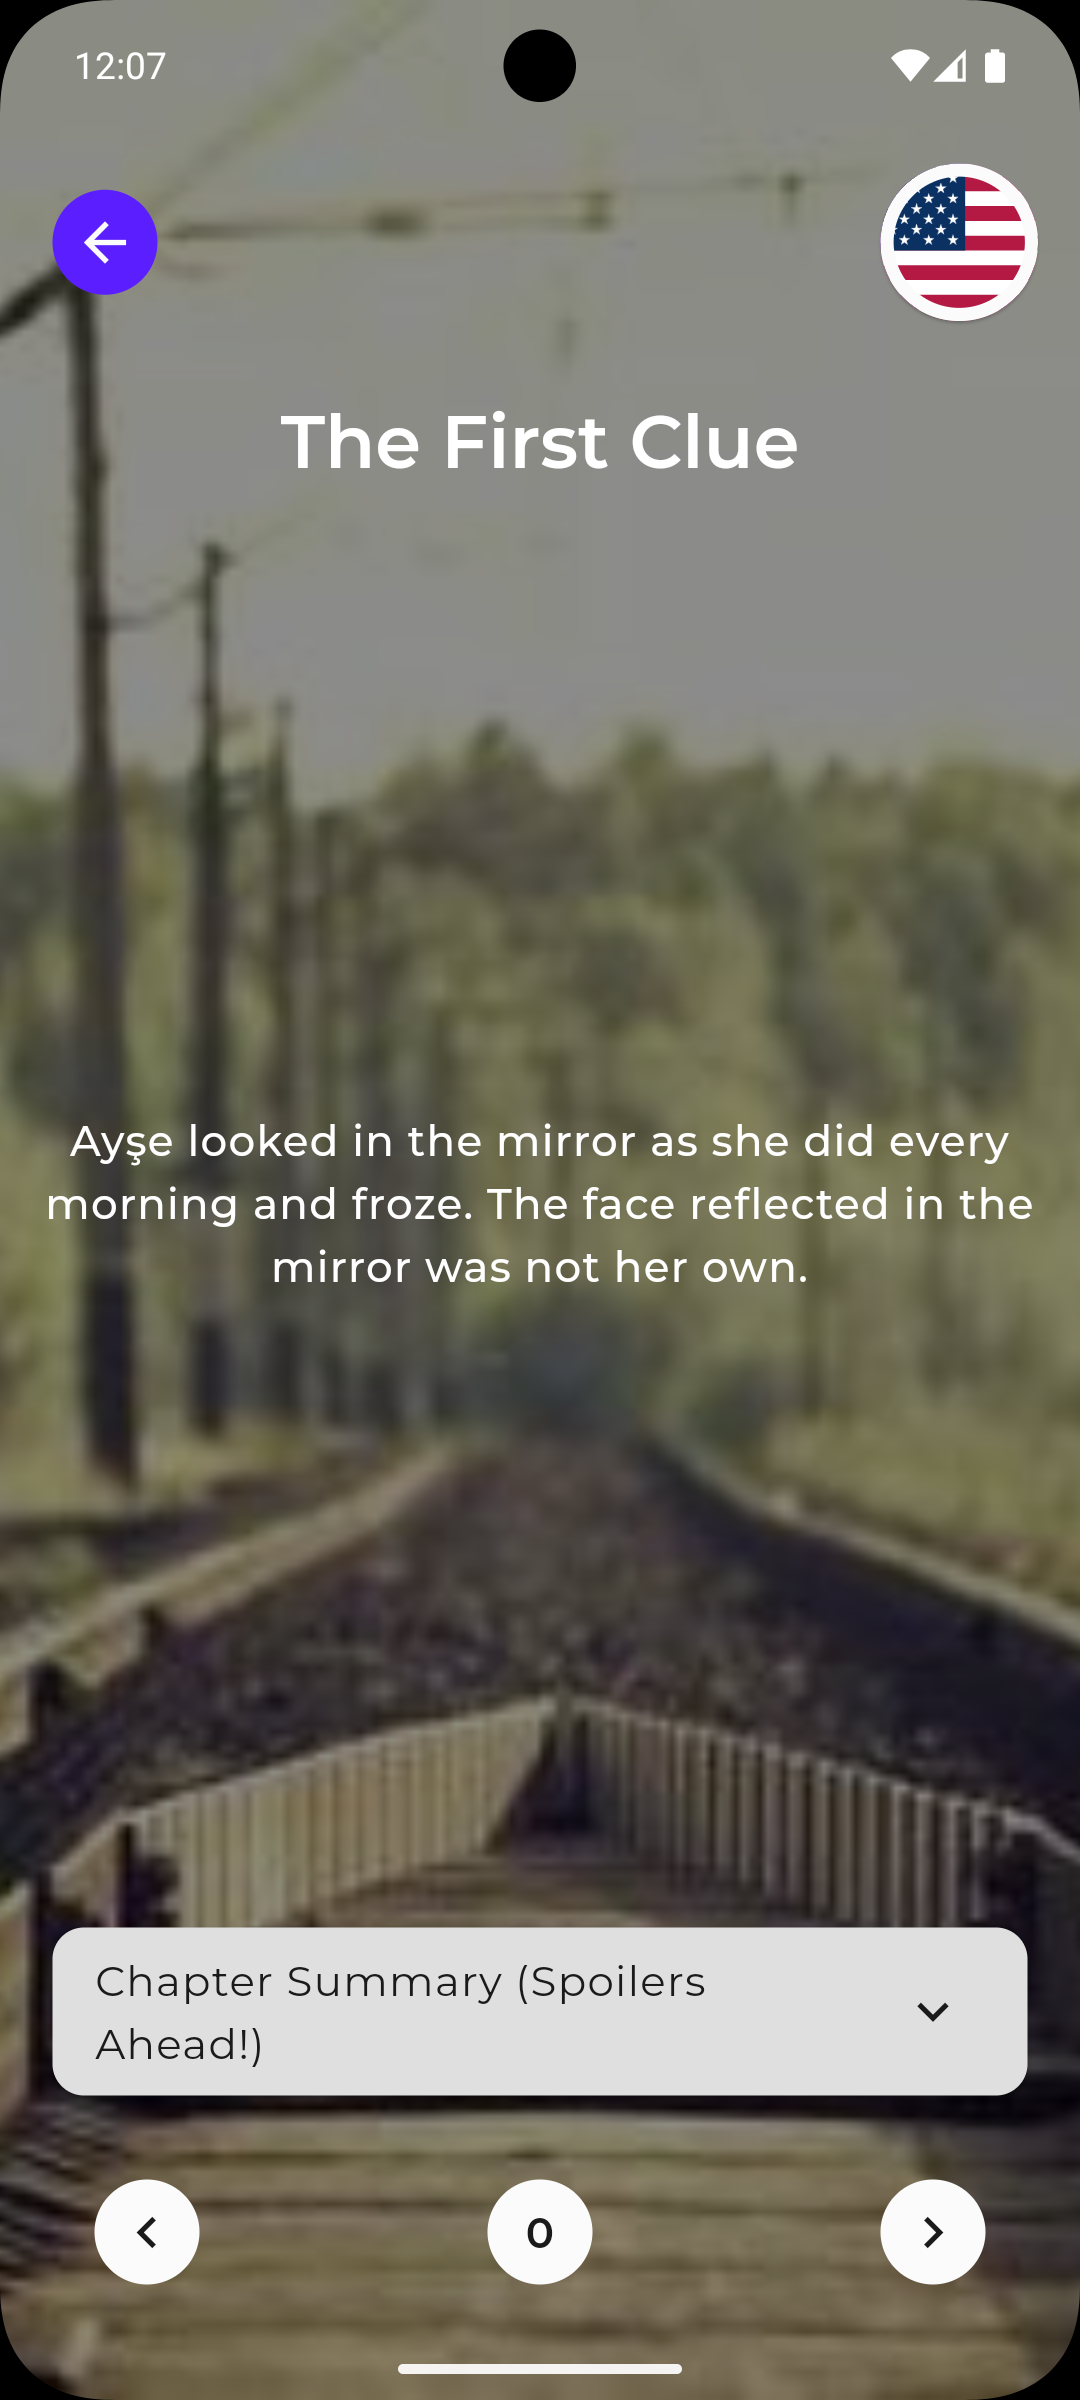 12:07
The First Clue
Ayşe looked in the mirror as she did every
morning and froze. The face reflected in the
mirror was not her own.
Chapter Summary (Spoilers
Ahead!)
0